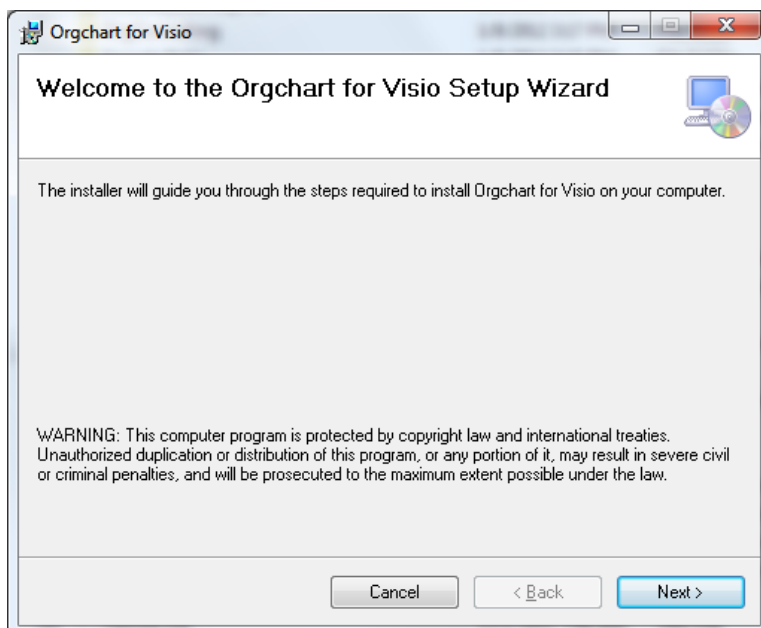 Orgchart for Visio
Welcome to the Orgchart for Visio Setup Wizard
The installer will guide you through the steps required to install Orgchart for Visio on your computer.
WARNING: This computer program is protected by copyright law and international treaties.
Unauthorized duplication or distribution of this program, or any portion of it, may result in severe civil
or criminal penalties, and will be prosecuted to the maximum extent possible under the law.
Cancel < Back Next >